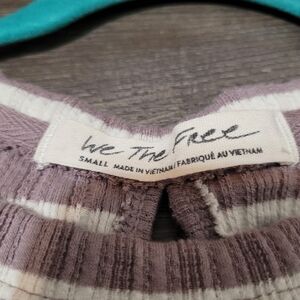 We The Free
SMALL MADE IN VIETNAM / FABRIQUÉ AU VIETNAM